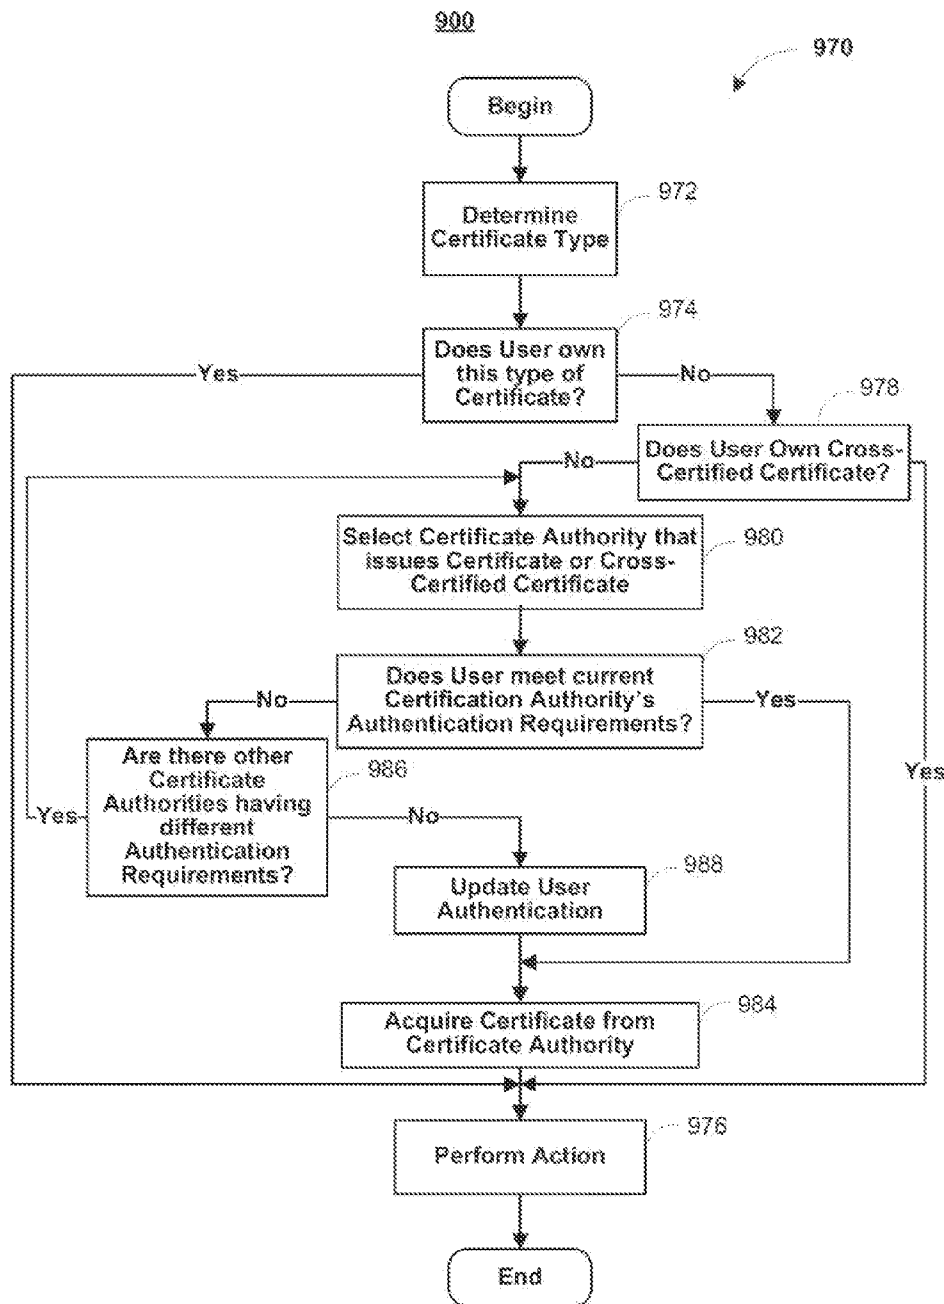 900
970
Begin
972
Determine
Certificate Type
974
Does User own
this type of
Certificate?
Yes
No
978
Does User Own Cross-
Certified Certificate?
No
Select Certificate Authority that
issues Certificate or Cross-
Certified Certificate
980
982
Does User meet current
Certification Authority's
Authentication Requirements?
No
Yes
Are there other
Certificate
Authorities having
different
Authentication
Requirements?
986
Yes
Yes
No
988
Update User
Authentication
984
Acquire Certificate from
Certificate Authority
976
Perform Action
End